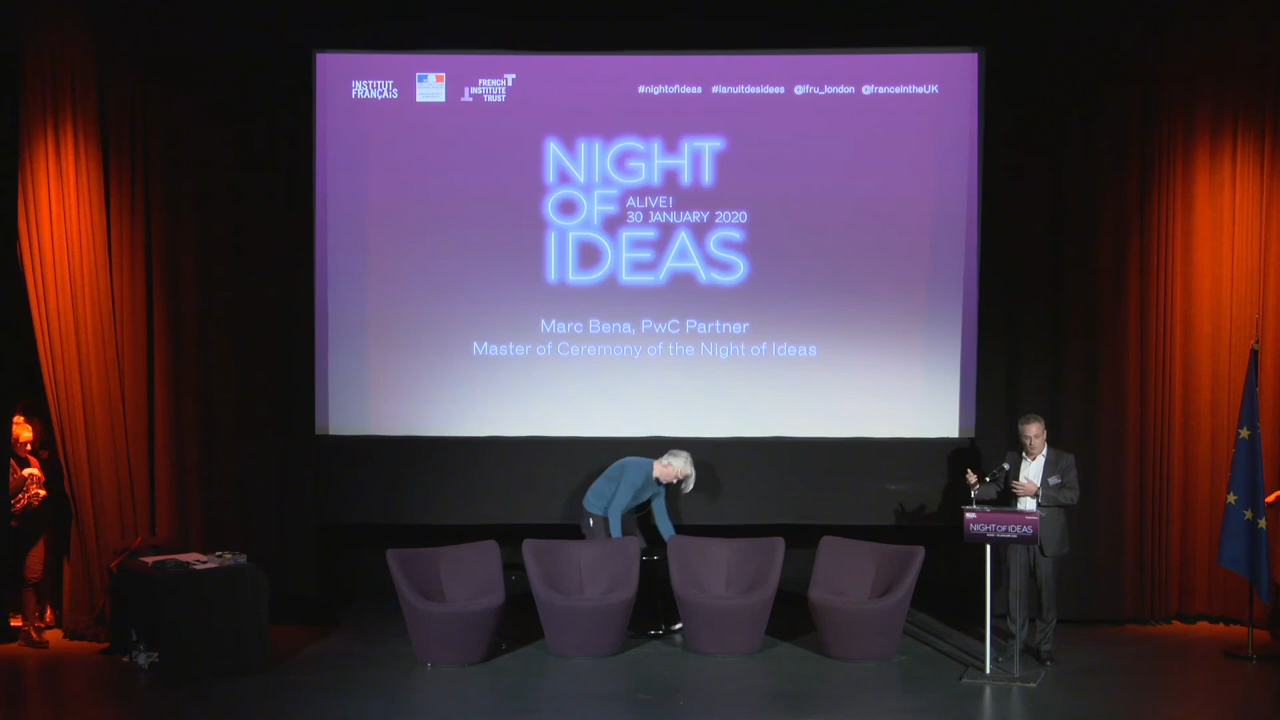 INSTITUT
FRANÇAIS
FRENCH
INSTITUTE
TRUST
#nightofideas #lanuitdesidees @ifru_london @franceintheUK
NIGHT
OF
ALIVE!
30 JANUARY 2020
IDEAS
Marc Bena, PwC Partner
Master of Ceremony of the Night of Ideas
NIGHT OF IDEAS